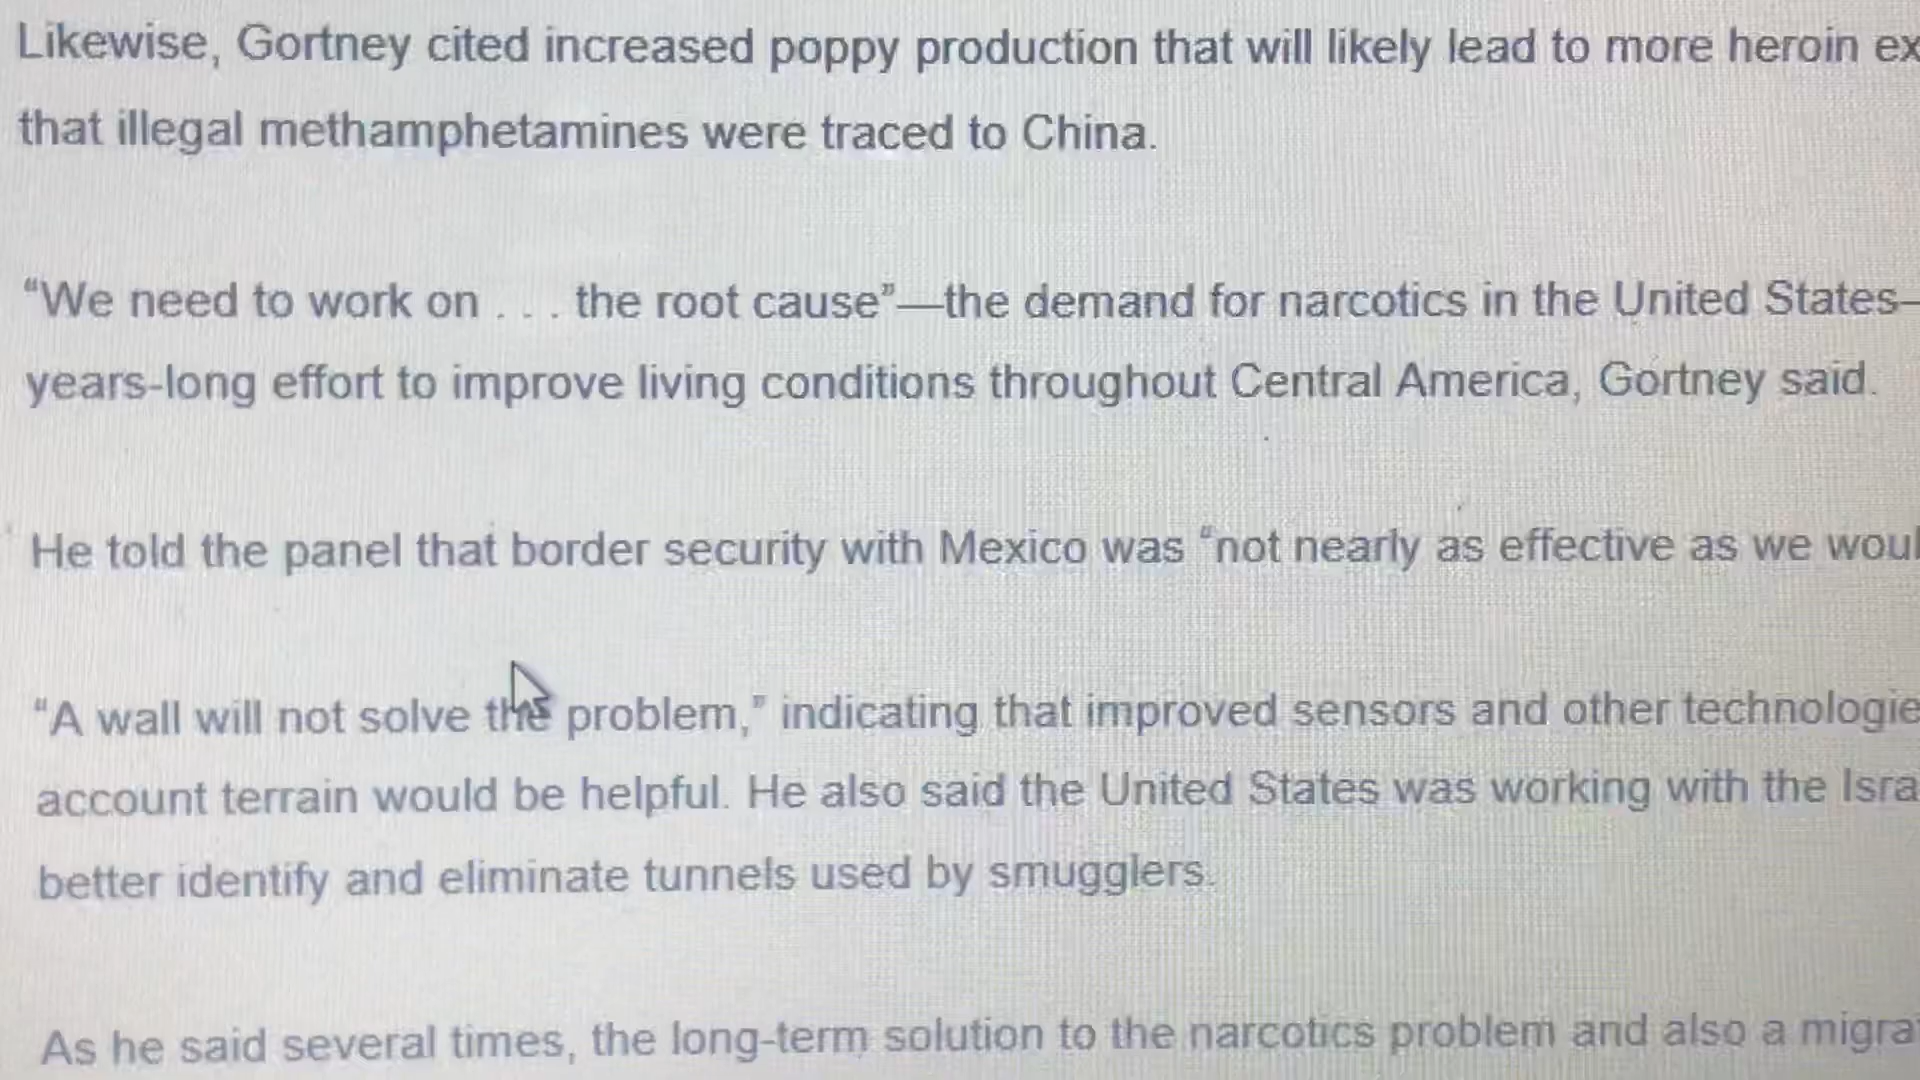 Likewise, Gortney cited increased poppy production that will likely lead to more heroin ex
that illegal methamphetamines were traced to China.
“We need to work on . . . the root cause”—the demand for narcotics in the United States—
years-long effort to improve living conditions throughout Central America, Gortney said.
He told the panel that border security with Mexico was “not nearly as effective as we woul
“A wall will not solve the problem,” indicating that improved sensors and other technologie
account terrain would be helpful. He also said the United States was working with the Isra
better identify and eliminate tunnels used by smugglers.
As he said several times, the long-term solution to the narcotics problem and also a migra